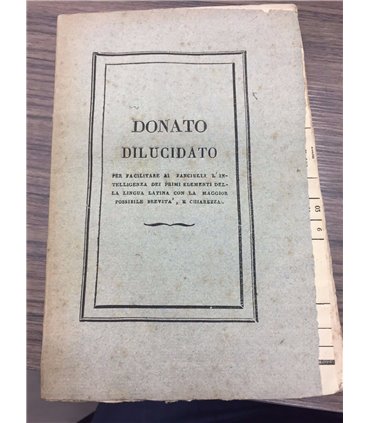 DONATO
DILUCIDATO
PER FACILITARE AI FANCIULLI L'IN-
TELLIGENZA DEI PRIMI ELEMENTI DEL-
LA LINGUA LATINA CON LA MAGGIOR
POSSIBILE BREVITA', E CHIAREZZA.